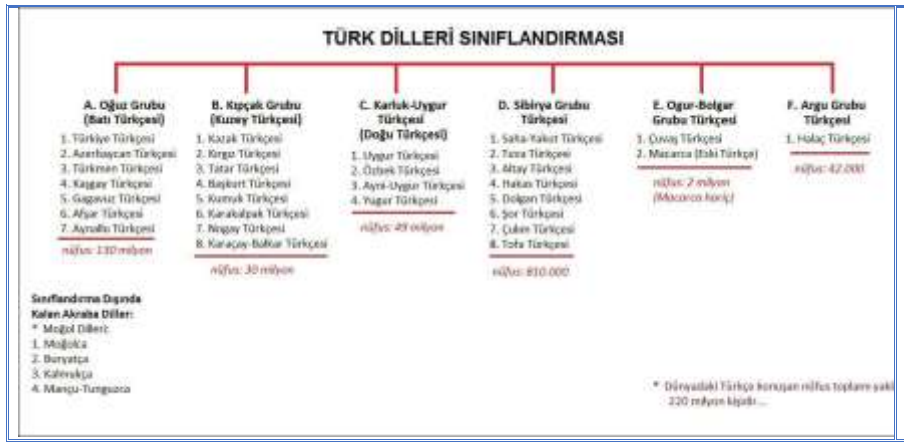 TÜRK DİLLERİ SINIFLANDIRMASI
A. Oğuz Grubu
(Batı Türkçesi)
1. Türkiye Türkçesi
2. Azerbaycan Türkçesi
3. Türkmen Türkçesi
4. Kaşgay Türkçesi
5. Gagavuz Türkçesi
6. Afşar Türkçesi
7. Aynallu Türkçesi
nüfus: 130 milyon
B. Kıpçak Grubu
(Kuzey Türkçesi)
1. Kazak Türkçesi
2. Kırgız Türkçesi
3. Tatar Türkçesi
4. Başkurt Türkçesi
5. Kumuk Türkçesi
6. Karakalpak Türkçesi
7. Nogay Türkçesi
8. Karaçay-Balkar Türkçesi
nüfus: 30 milyon
C. Karluk-Uygur
Türkçesi
(Doğu Türkçesi)
1. Uygur Türkçesi
2. Özbek Türkçesi
3. Ayni-Uygur Türkçesi
4. Yugur Türkçesi
nüfus: 49 milyon
D. Sibirya Grubu
Türkçesi
1. Saha-Yakut Türkçesi
2. Tuva Türkçesi
3. Altay Türkçesi
4. Hakas Türkçesi
5. Dolgan Türkçesi
6. Şor Türkçesi
7. Çulım Türkçesi
8. Tofa Türkçesi
nüfus: 810.000
E. Ogur-Bolgar
Grubu Türkçesi
1. Çuvaş Türkçesi
2. Macarca (Eski Türkçe)
nüfus: 2 milyon
(Macarca hariç)
F. Argu Grubu
Türkçesi
1. Halaç Türkçesi
nüfus: 42.000
Sınıflandırma Dışında
Kalan Akraba Diller:
* Moğol Dilleri:
1. Moğolca
2. Buryatça
3. Kalmukça
4. Mançu-Tunguzca
* Dünyadaki Türkçe konuşan nüfus toplamı yakl
220 milyon kişidir...